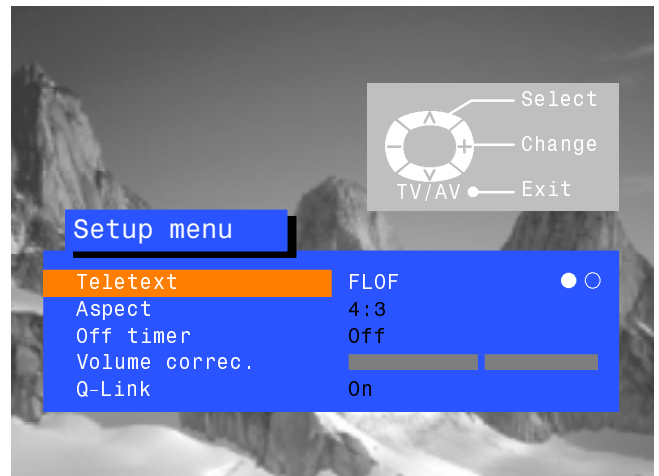 Select
Change
TV/AV Exit
Setup menu
Teletext FLOF
Aspect 4:3
Off timer Off
Volume correc.
Q-Link On